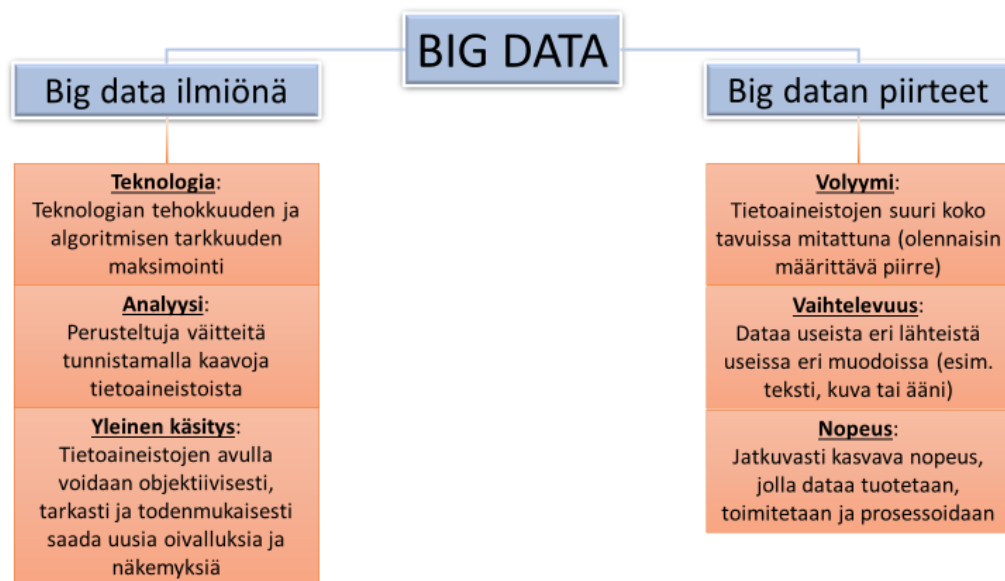 BIG DATA
Big data ilmiönä
Teknologia:
Teknologian tehokkuuden ja
algoritmisen tarkkuuden
maksimointi
Analyysi:
Perusteltuja väitteitä
tunnistamalla kaavoja
tietoaineistoista
Yleinen käsitys:
Tietoaineistojen avulla
voidaan objektiivisesti,
tarkasti ja todenmukaisesti
saada uusia oivalluksia ja
näkemyksiä
Big datan piirteet
Volyymi:
Tietoaineistojen suuri koko
tavuissa mitattuna (olennaisin
määrittävä piirre)
Vaihtelevuus:
Dataa useista eri lähteistä
useissa eri muodoissa (esim.
teksti, kuva tai ääni)
Nopeus:
Jatkuvasti kasvava nopeus,
jolla dataa tuotetaan,
toimitetaan ja prosessoidaan